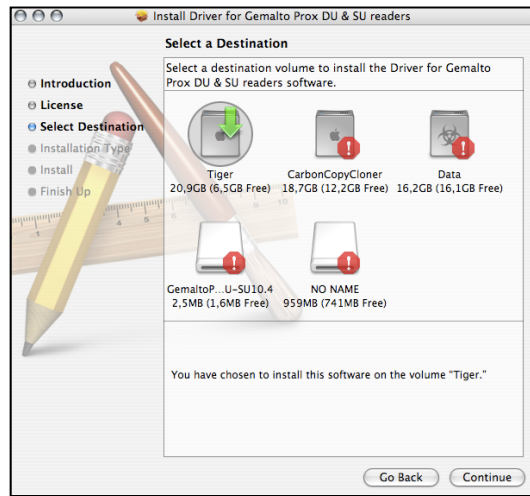 Install Driver for Gemalto Prox DU & SU readers
Select a Destination
Introduction
License
Select Destination
Installation Type
Install
Finish Up
Select a destination volume to install the Driver for Gemalto
Prox DU & SU readers software.
Tiger
20,9GB (6,5GB Free)
CarbonCopyCloner
18,7GB (12,2GB Free)
Data
16,2GB (16,1GB Free)
GemaltoP...U-SU10.4
2,5MB (1,6MB Free)
NO NAME
959MB (741MB Free)
You have chosen to install this software on the volume "Tiger."
Go Back
Continue